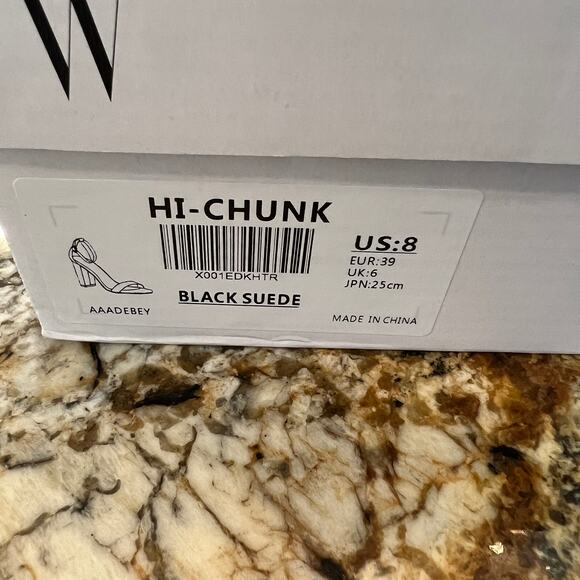 W
HI-CHUNK
X001EDKHTR
BLACK SUEDE
AAADEBEY
US:8
EUR:39
UK:6
JPN:25cm
MADE IN CHINA